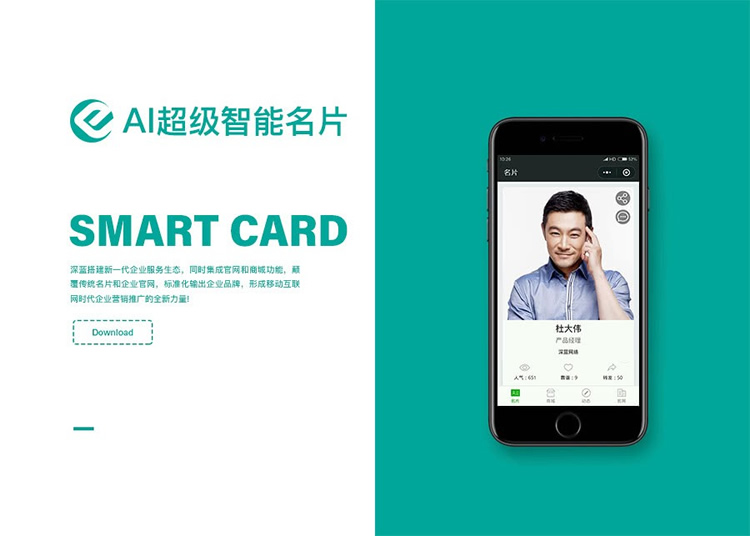 AI超级智能名片
SMART CARD
深蓝搭建新一代企业服务生态，同时集成官网和商城功能，颠
覆传统名片和企业官网，标准化输出企业品牌，形成移动互联
网时代企业营销推广的全新力量!
Download
10:26
HD 52%
名片
杜大伟
产品经理
深蓝网络
人气：651
靠谱：9
转发：50
名片
商城
动态
官网